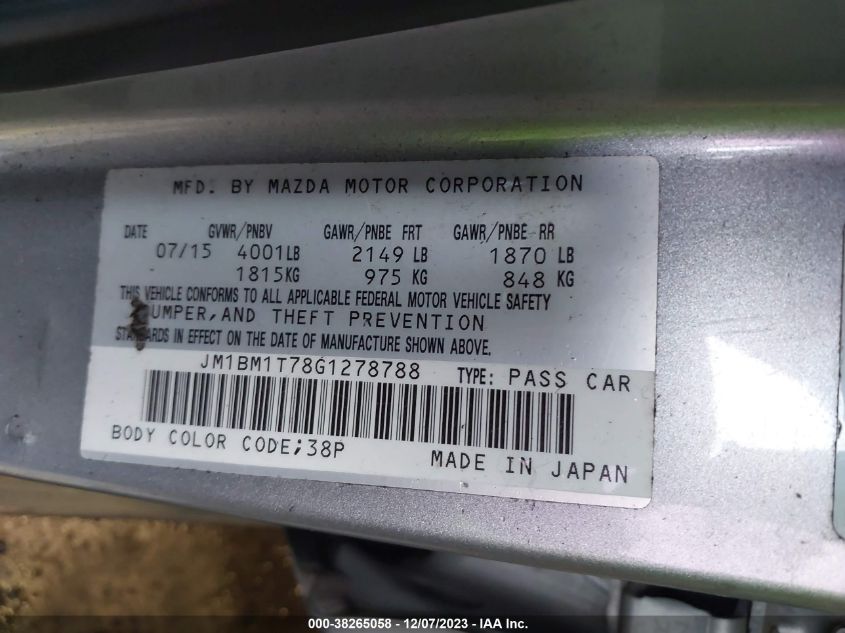 MFD. BY MAZDA MOTOR CORPORATION
DATE GVWR/PNBV GAWR/PNBE FRT GAWR/PNBE RR
07/15 4001LB 2149 LB 1870 LB
1815KG 975 KG 848 KG
THIS VEHICLE CONFORMS TO ALL APPLICABLE FEDERAL MOTOR VEHICLE SAFETY
BUMPER,AND THEFT PREVENTION
STANDARDS IN EFFECT ON THE DATE OF MANUFACTURE SHOWN ABOVE.
JM1BM1T78G1278788 TYPE: PASS CAR
BODY COLOR CODE;38P MADE IN JAPAN
000-38265058 - 12/07/2023 - IAA Inc.